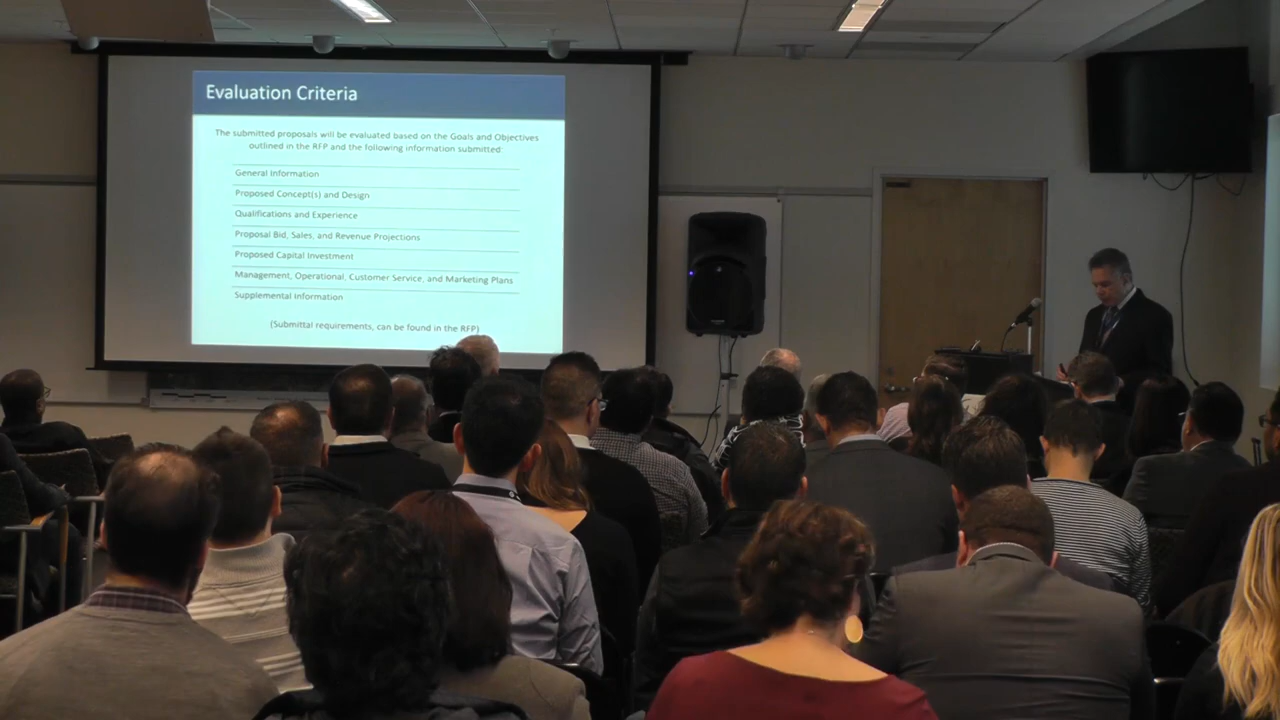 Evaluation Criteria
The submitted proposals will be evaluated based on the Goals and Objectives
outlined in the RFP and the following information submitted:
General Information
Proposed Concept(s) and Design
Qualifications and Experience
Proposal Bid, Sales, and Revenue Projections
Proposed Capital Investment
Management, Operational, Customer Service, and Marketing Plans
Supplemental Information
(Submittal requirements, can be found in the RFP)